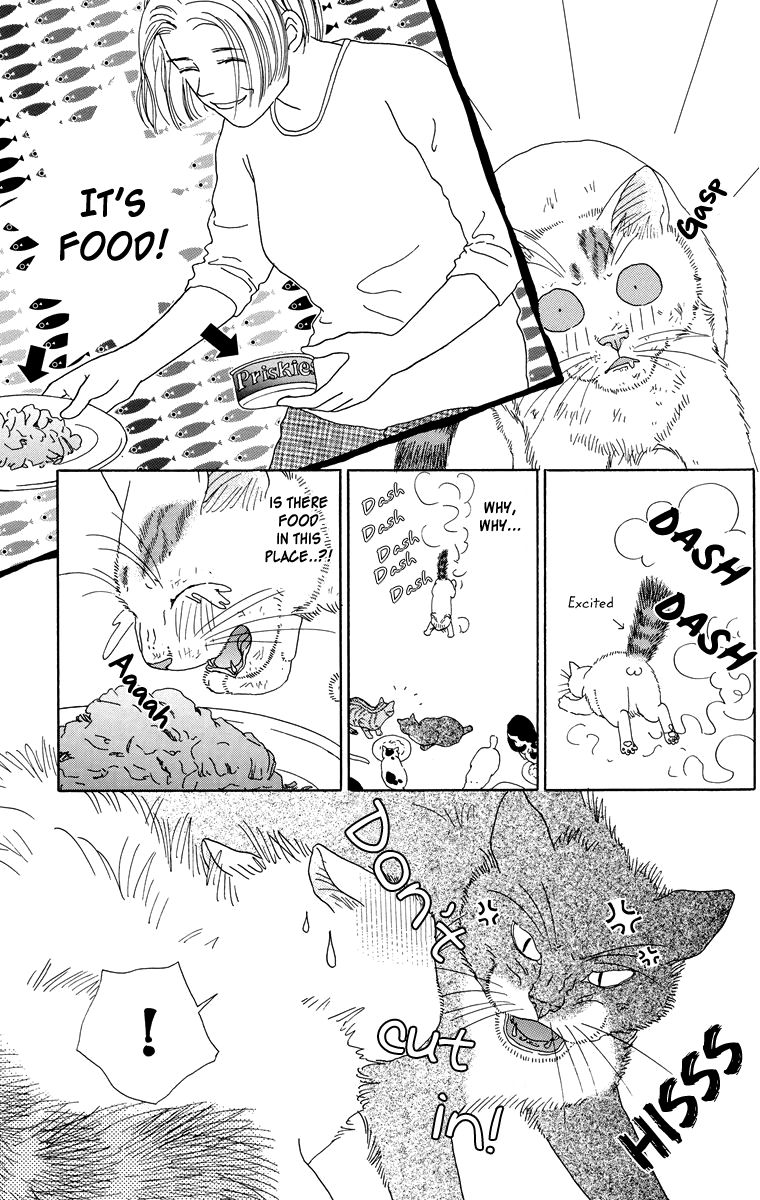 Gasp
IT'S
FOOD!
Priskies
DASH
DASH
Excited
WHY,
WHY...
Dash
Dash
Dash
Dash
Dash
IS THERE
FOOD
IN THIS
PLACE..?!
Aaaah
Don't
cut
in!
!
HISSS